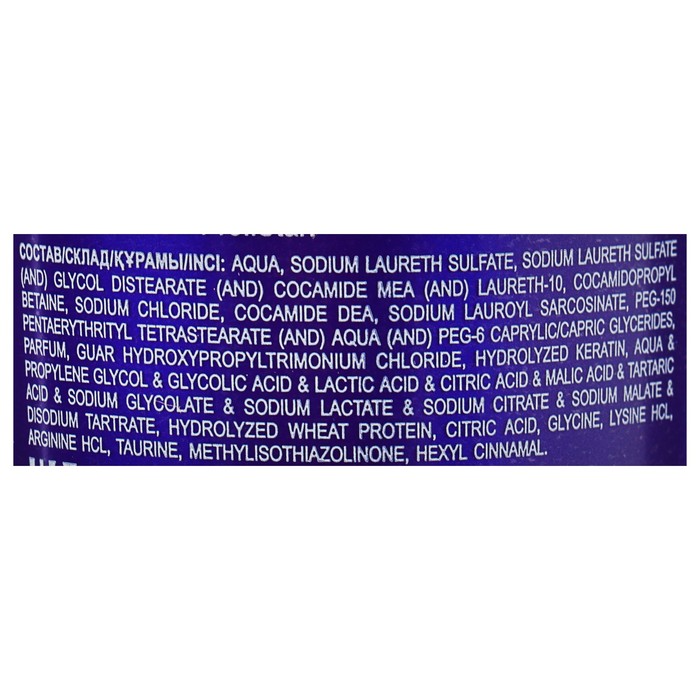 СОСТАВ/СКЛАД/ҚҰРАМЫ/INCI: AQUA, SODIUM LAURETH SULFATE, SODIUM LAURETH SULFATE
(AND) GLYCOL DISTEARATE (AND) COCAMIDE MEA (AND) LAURETH-10, COCAMIDOPROPYL
BETAINE, SODIUM CHLORIDE, COCAMIDE DEA, SODIUM LAUROYL SARCOSINATE, PEG-150
PENTAERYTHRITYL TETRASTEARATE (AND) AQUA (AND) PEG-6 CAPRYLIC/CAPRIC GLYCERIDES,
PARFUM, GUAR HYDROXYPROPYLTRIMONIUM CHLORIDE, HYDROLYZED KERATIN, AQUA &
PROPYLENE GLYCOL & GLYCOLIC ACID & LACTIC ACID & CITRIC ACID & MALIC ACID & TARTARIC
ACID & SODIUM GLYCOLATE & SODIUM LACTATE & SODIUM CITRATE & SODIUM MALATE &
DISODIUM TARTRATE, HYDROLYZED WHEAT PROTEIN, CITRIC ACID, GLYCINE, LYSINE HCL,
ARGININE HCL, TAURINE, METHYLISOTHIAZOLINONE, HEXYL CINNAMAL.